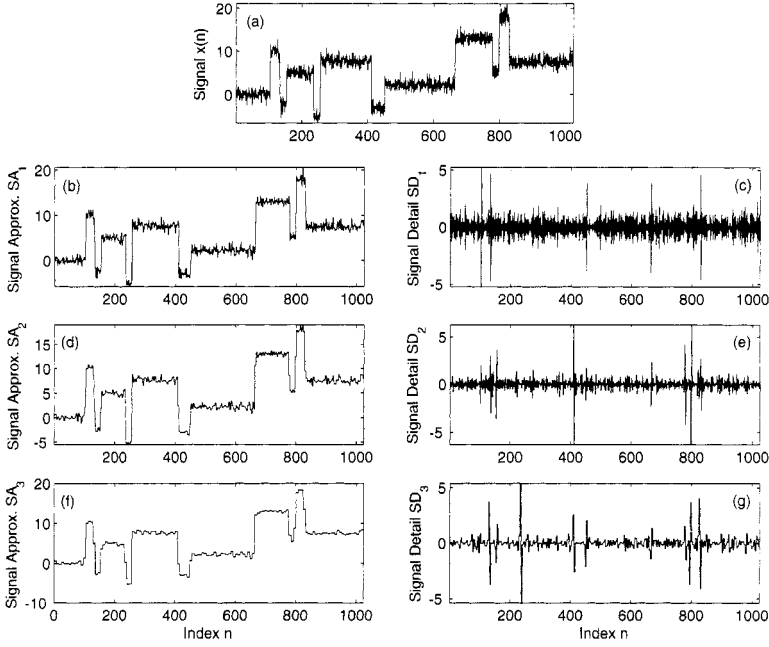 (a)
Signal x(n)
20
10
0
200 400 600 800 1000
(b)
Signal Approx. SA1
20
10
0
200 400 600 800 1000
(c)
Signal Detail SD1
5
0
-5
200 400 600 800 1000
(d)
Signal Approx. SA2
15
10
5
0
-5
200 400 600 800 1000
(e)
Signal Detail SD2
5
0
-5
200 400 600 800 1000
(f)
Signal Approx. SA3
20
10
0
-10
0 200 400 600 800 1000
Index n
(g)
Signal Detail SD3
5
0
-5
200 400 600 800 1000
Index n